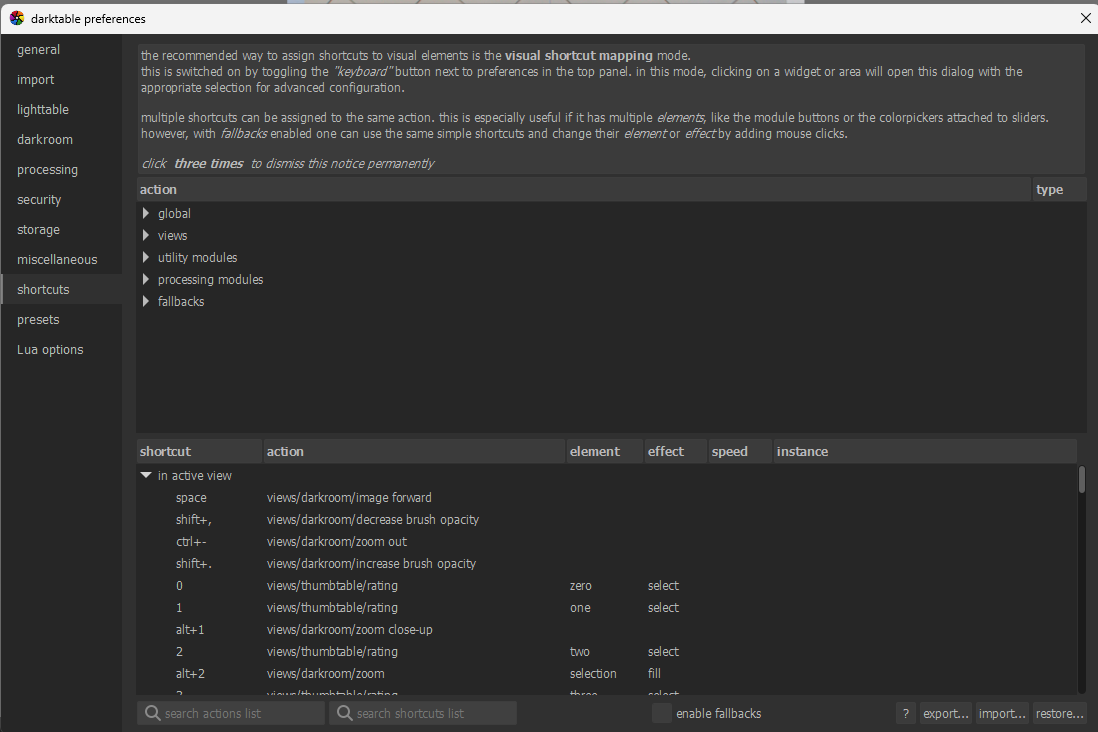 darktable preferences
general
import
lighttable
darkroom
processing
security
storage
miscellaneous
shortcuts
presets
Lua options
the recommended way to assign shortcuts to visual elements is the visual shortcut mapping mode.
this is switched on by toggling the "keyboard" button next to preferences in the top panel. in this mode, clicking on a widget or area will open this dialog with the
appropriate selection for advanced configuration.
multiple shortcuts can be assigned to the same action. this is especially useful if it has multiple elements, like the module buttons or the colorpickers attached to sliders.
however, with fallbacks enabled one can use the same simple shortcuts and change their element or effect by adding mouse clicks.
click three times to dismiss this notice permanently
action type
global
views
utility modules
processing modules
fallbacks
shortcut action element effect speed instance
in active view
space views/darkroom/image forward
shift+, views/darkroom/decrease brush opacity
ctrl+- views/darkroom/zoom out
shift+. views/darkroom/increase brush opacity
0 views/thumbtable/rating zero select
1 views/thumbtable/rating one select
alt+1 views/darkroom/zoom close-up
2 views/thumbtable/rating two select
alt+2 views/darkroom/zoom selection fill
3 views/thumbtable/rating three select
search actions list search shortcuts list enable fallbacks ? export... import... restore...